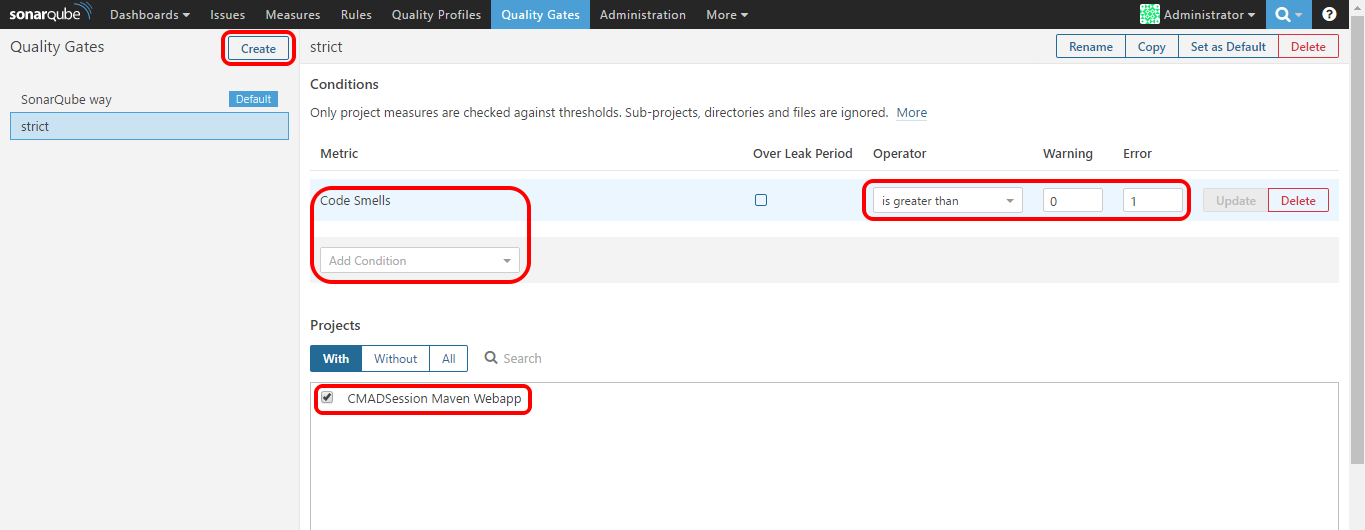 sonarqube Dashboards Issues Measures Rules Quality Profiles Quality Gates Administration More Administrator ?
Quality Gates Create strict Rename Copy Set as Default Delete
SonarQube way Default
strict
Conditions
Only project measures are checked against thresholds. Sub-projects, directories and files are ignored. More
Metric Over Leak Period Operator Warning Error
Code Smells is greater than 0 1 Update Delete
Add Condition
Projects
With Without All Search
CMADSession Maven Webapp